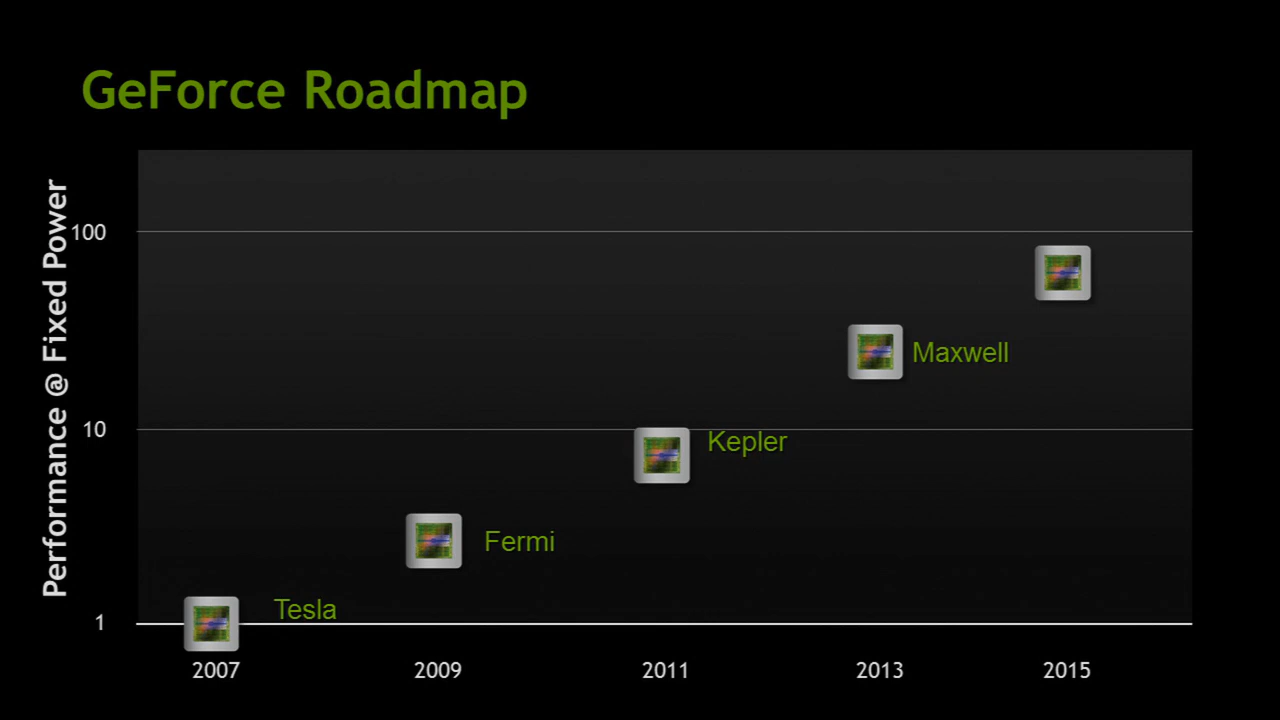 GeForce Roadmap
Performance @ Fixed Power
100
Maxwell
10
Kepler
Fermi
1
Tesla
2007
2009
2011
2013
2015